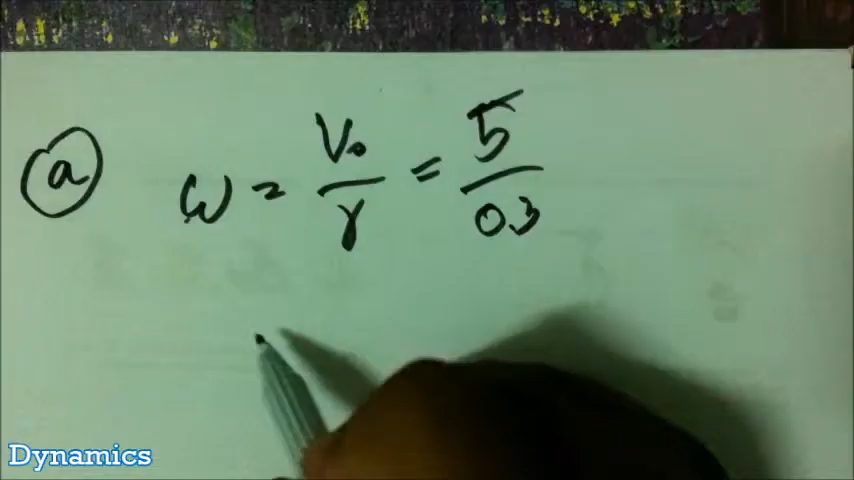 (a) ω = V₀/r = 5/0.3
Dynamics